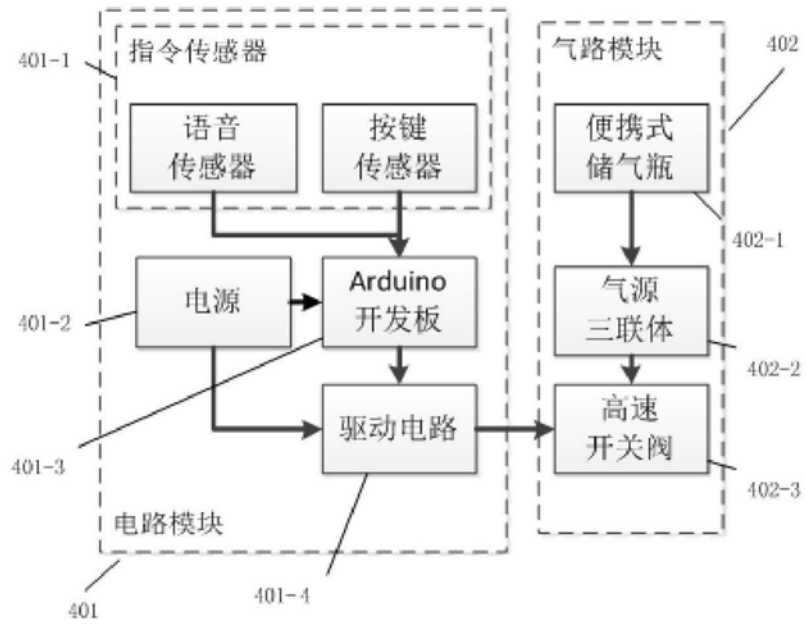 401-1
指令传感器
语音
传感器
按键
传感器
401-2
电源
Arduino
开发板
401-3
驱动电路
电路模块
401
401-4
气路模块
402
便携式
储气瓶
402-1
气源
三联体
402-2
高速
开关阀
402-3